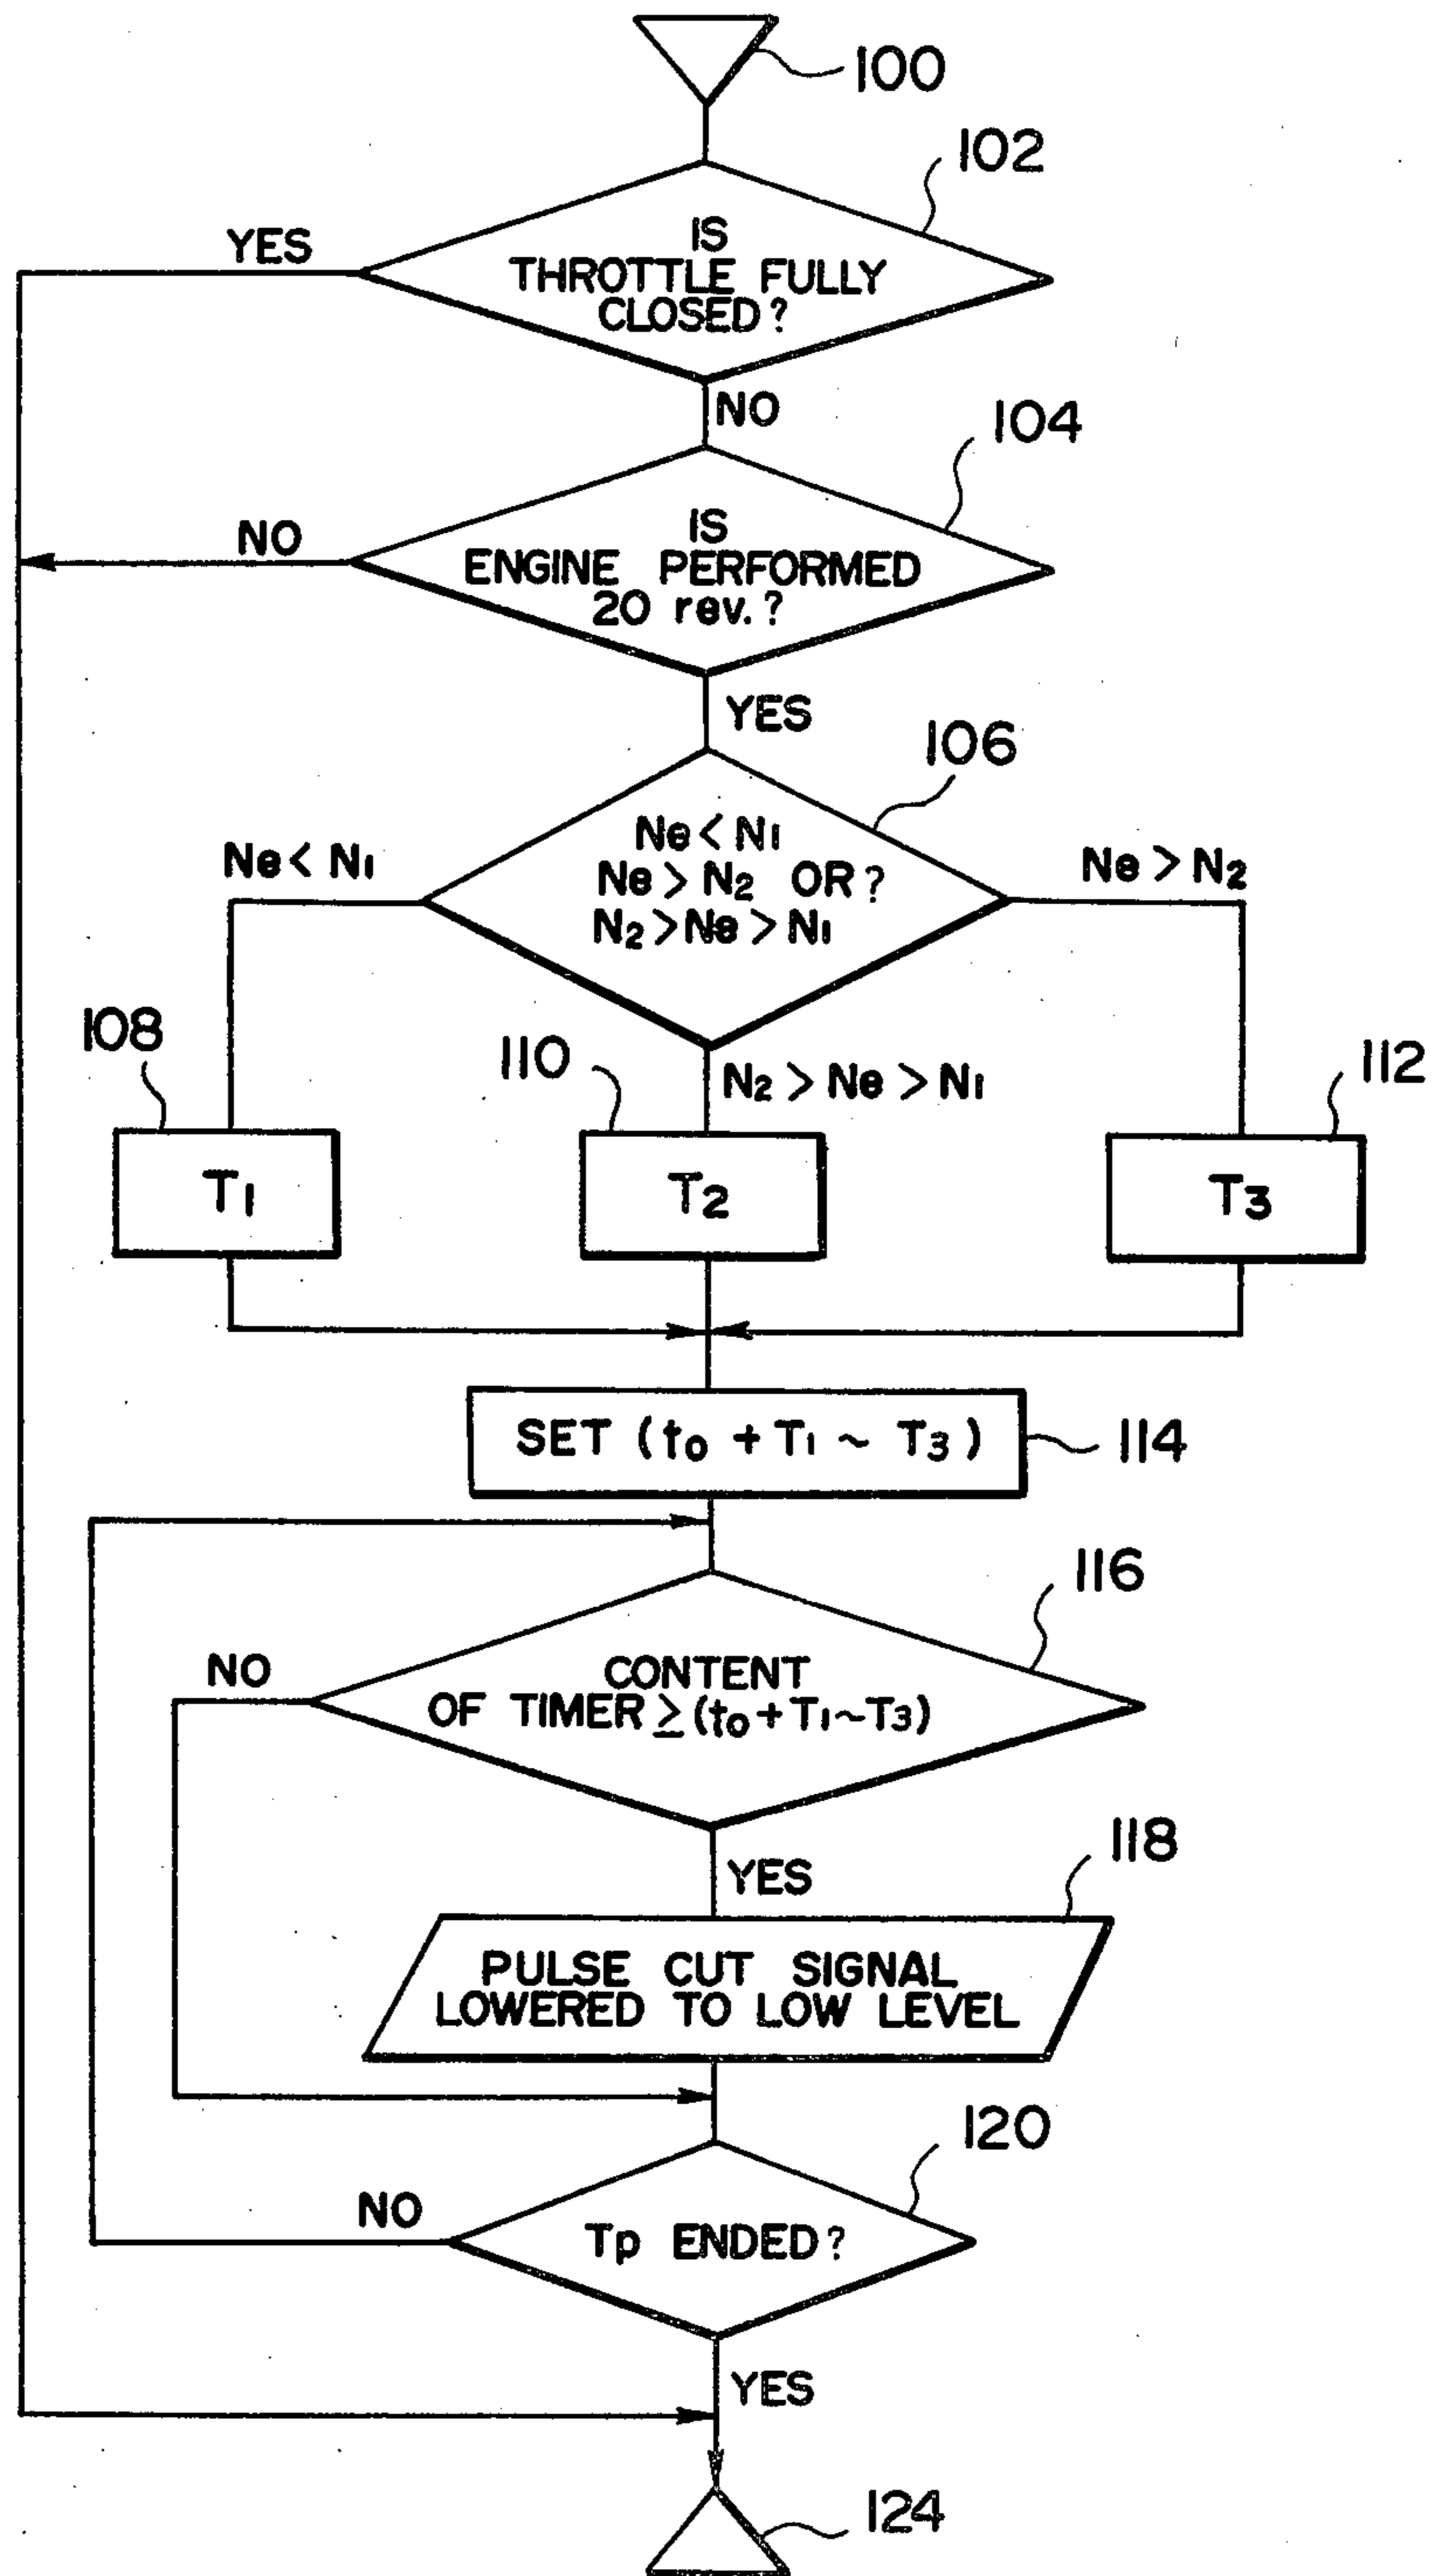 100
102
YES
IS
THROTTLE FULLY
CLOSED?
NO
104
NO
IS
ENGINE PERFORMED
20 rev.?
YES
106
Ne < N1
Ne < N1
Ne > N2 OR ?
N2 > Ne > N1
Ne > N2
108
110
N2 > Ne > N1
112
T1
T2
T3
SET (to + T1 ~ T3)
114
116
NO
CONTENT
OF TIMER ≥ (to + T1 ~ T3)
YES
118
PULSE CUT SIGNAL
LOWERED TO LOW LEVEL
120
NO
Tp ENDED?
YES
124